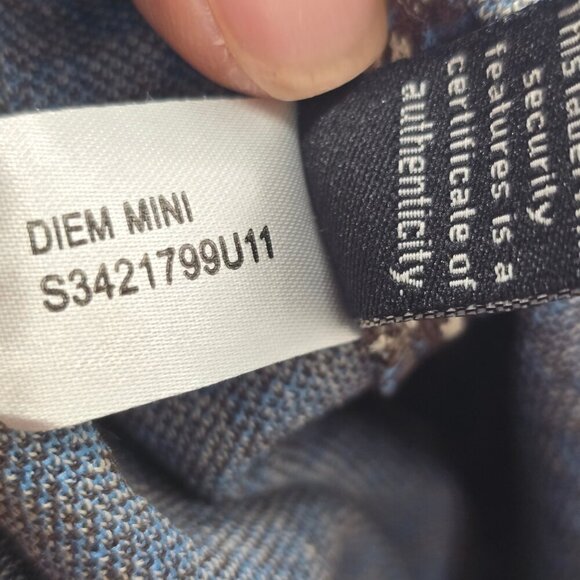 DIEM MINI
S3421799U11
security
features is a
certificate of
authenticity.